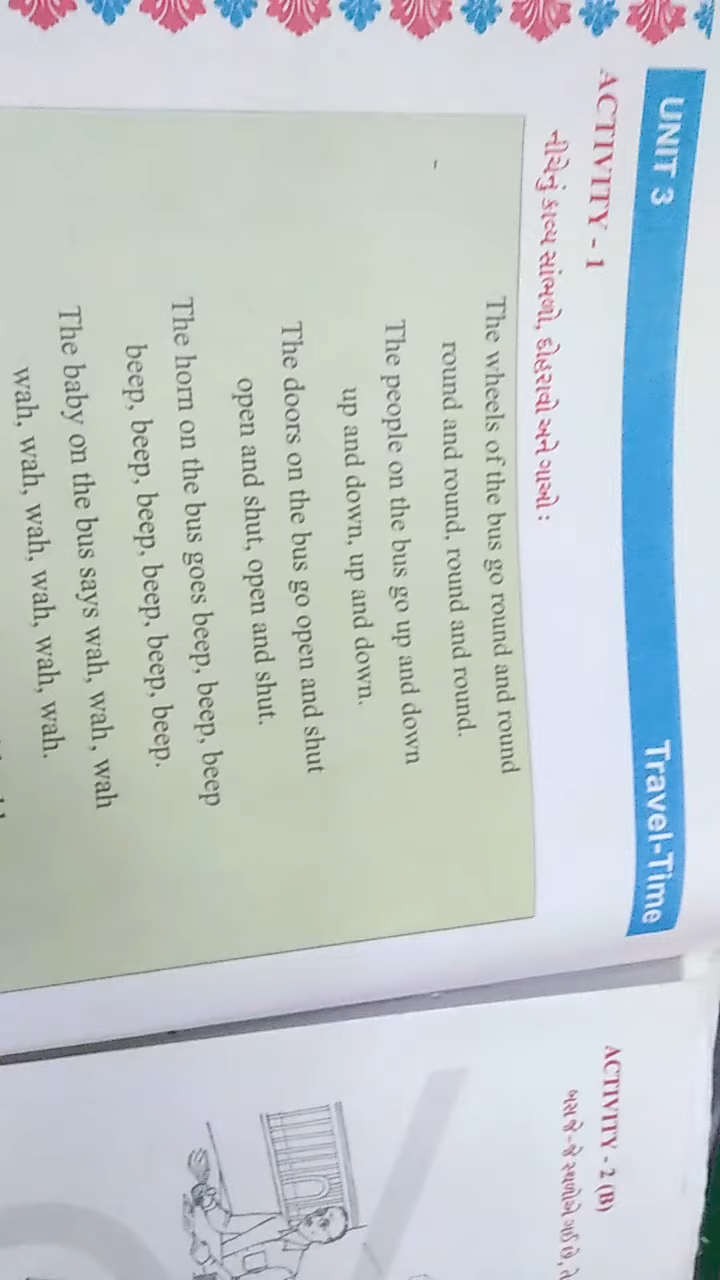 UNIT 3 Travel-Time
ACTIVITY - 1
નીચેનું કાવ્ય સાંભળો, દોહરાવો અને ગાઓ :
The wheels of the bus go round and round
round and round, round and round.
The people on the bus go up and down
up and down, up and down.
The doors on the bus go open and shut
open and shut, open and shut.
The horn on the bus goes beep, beep, beep
beep, beep, beep, beep, beep, beep.
The baby on the bus says wah, wah, wah
wah, wah, wah, wah, wah, wah.
ACTIVITY - 2 (B)
બસ જે-જે સ્થળોએ ગઈ છે,